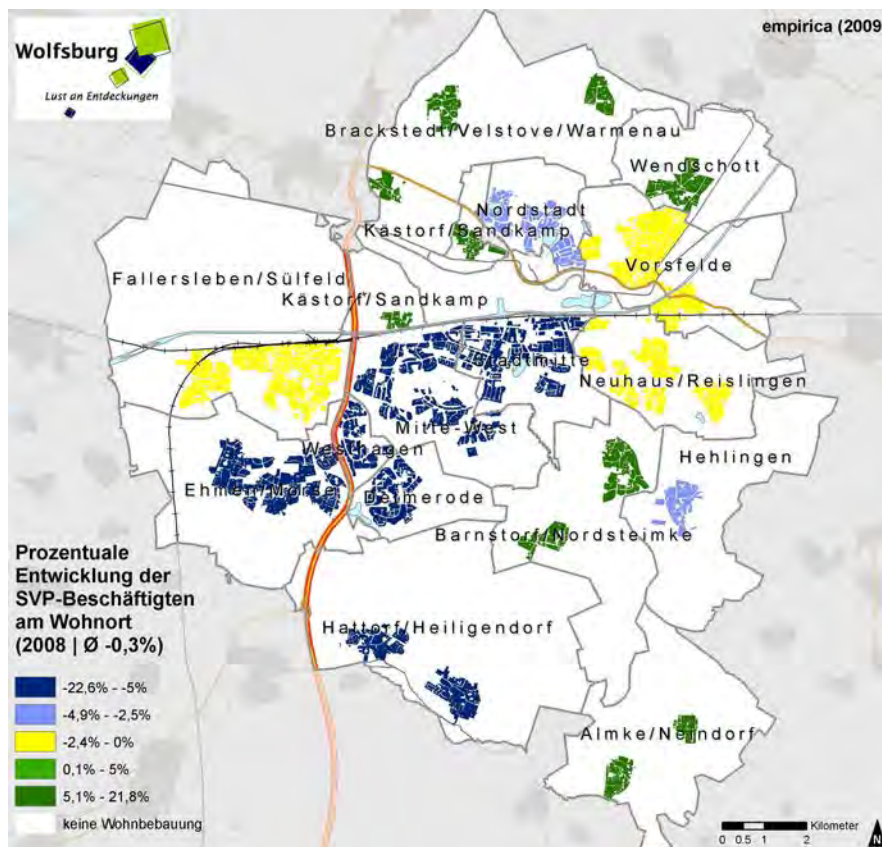 Wolfsburg
Lust an Entdeckungen
empirica (2009
Brackstedt/Velstove/Warmenau
Wendschott
Nordstadt
Kästorf/Sandkamp
Vorsfelde
Fallersleben/Sülfeld
Kästorf/Sandkamp
Stadtmitte
Neuhaus/Reislingen
Mitte-West
Westhagen
Hehlingen
Ehmen/Mörse
Detmerode
Barnstorf/Nordsteimke
Hattorf/Heiligendorf
Almke/Neindorf
Prozentuale
Entwicklung der
SVP-Beschäftigten
am Wohnort
(2008 | Ø -0,3%)
-22,6% - -5%
-4,9% - -2,5%
-2,4% - 0%
0,1% - 5%
5,1% - 21,8%
keine Wohnbebauung
Kilometer
0 0.5 1 2
N